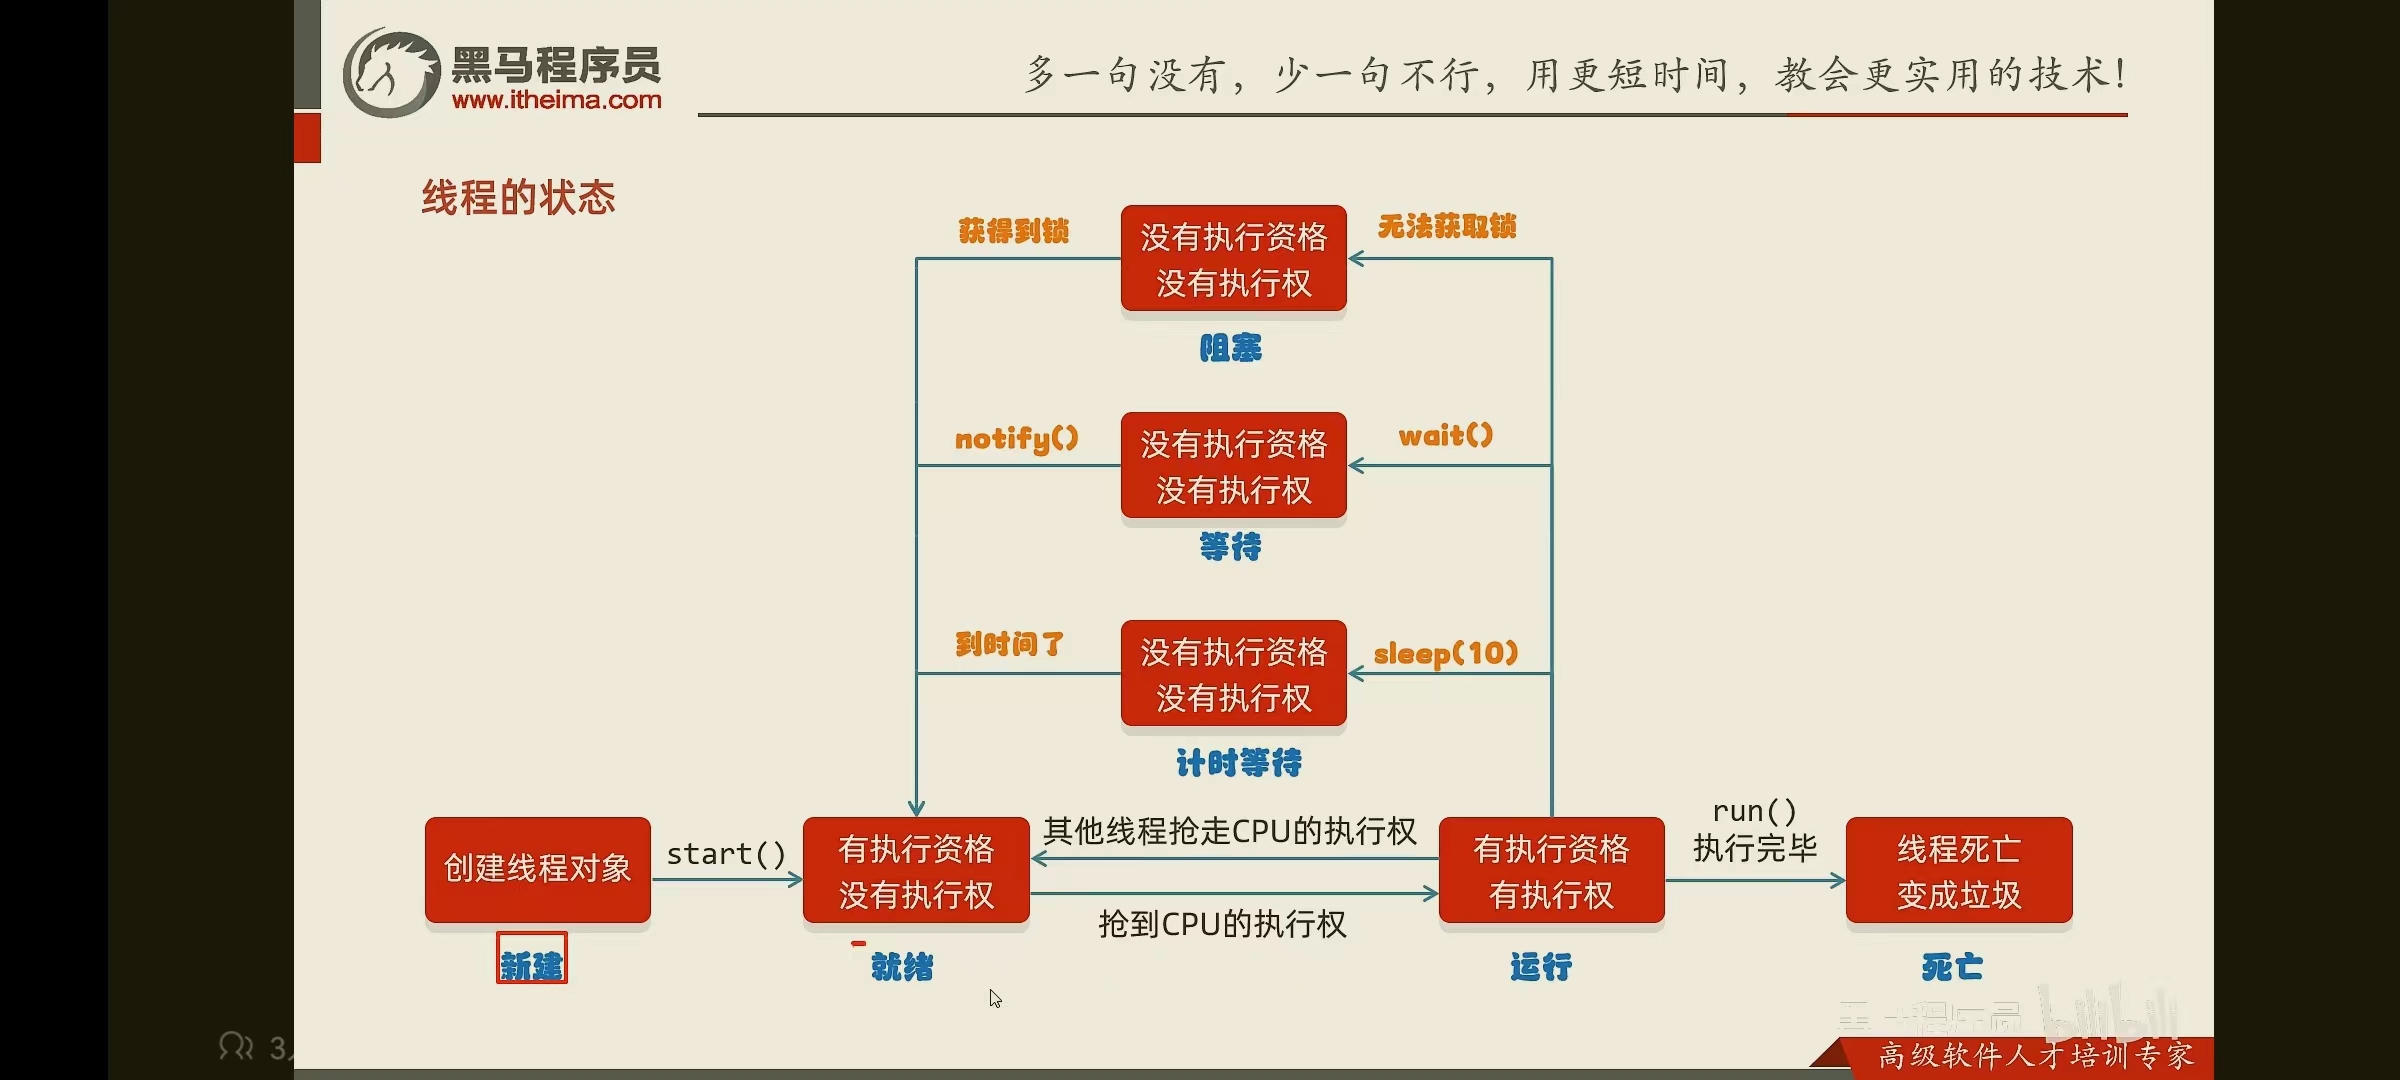 黑马程序员
www.itheima.com
多一句没有，少一句不行，用更短时间，教会更实用的技术！
线程的状态
获得到锁
没有执行资格
没有执行权
无法获取锁
阻塞
notify()
没有执行资格
没有执行权
wait()
等待
到时间了
没有执行资格
没有执行权
sleep(10)
计时等待
创建线程对象
start()
有执行资格
没有执行权
其他线程抢走CPU的执行权
抢到CPU的执行权
有执行资格
有执行权
run()
执行完毕
线程死亡
变成垃圾
新建
就绪
运行
死亡
bilibili
高级软件人才培训专家